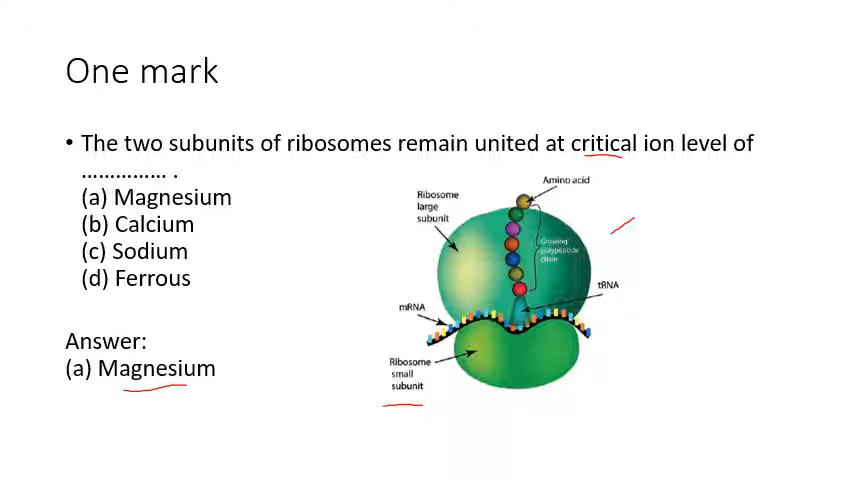 One mark
• The two subunits of ribosomes remain united at critical ion level of
…………… .
(a) Magnesium
(b) Calcium
(c) Sodium
(d) Ferrous
Answer:
(a) Magnesium
Amino acid
Ribosome
large
subunit
Growing
polypeptide
chain
tRNA
mRNA
Ribosome
small
subunit